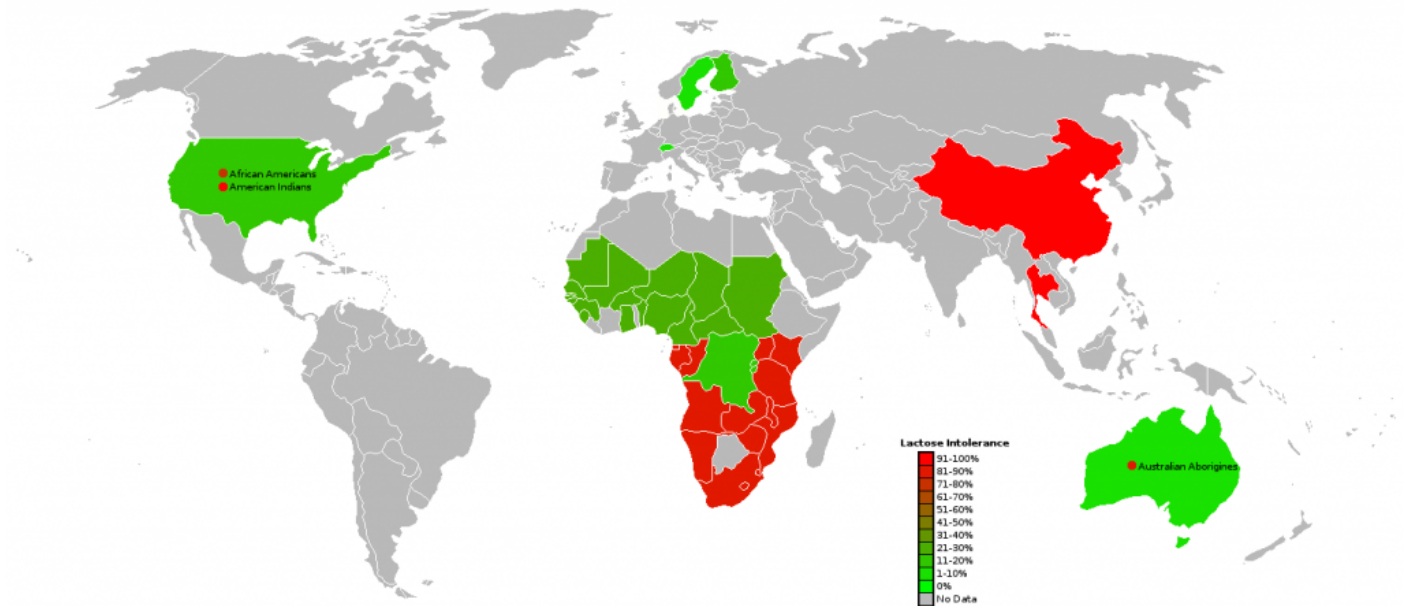 African Americans
American Indians
Lactose Intolerance
91-100%
81-90%
71-80%
61-70%
51-60%
41-50%
31-40%
21-30%
11-20%
1-10%
0%
No Data
Australian Aborigines